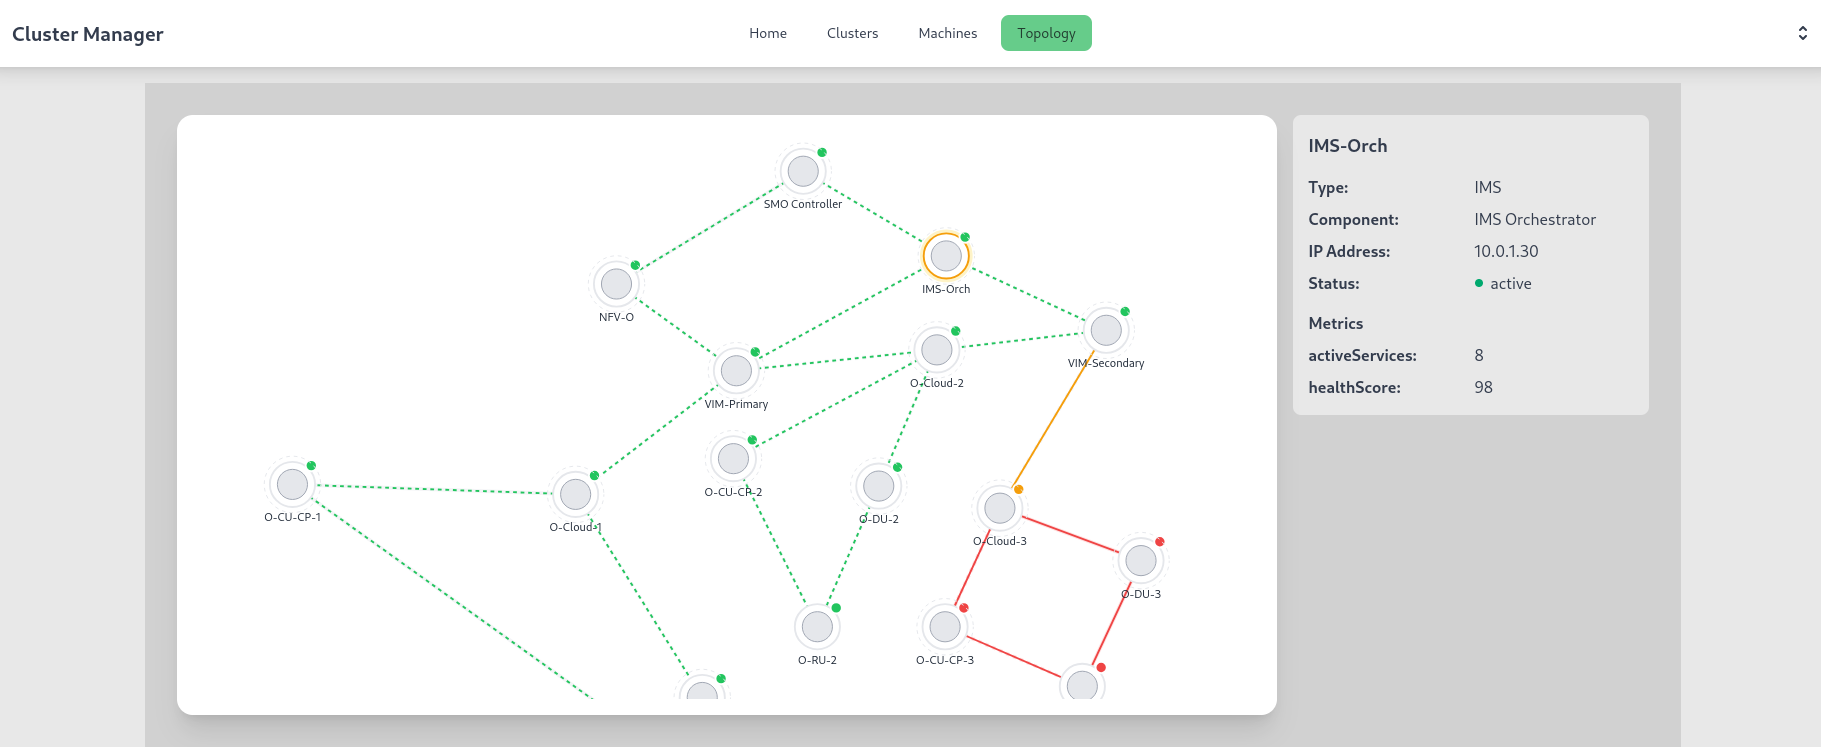 Cluster Manager
Home
Clusters
Machines
Topology
SMO Controller
IMS-Orch
NFV-O
VIM-Secondary
O-Cloud-2
VIM-Primary
O-CU-CP-2
O-CU-CP-1
O-DU-2
O-Cloud-1
O-Cloud-3
O-DU-3
O-RU-2
O-CU-CP-3
IMS-Orch
Type: IMS
Component: IMS Orchestrator
IP Address: 10.0.1.30
Status: active
Metrics
activeServices: 8
healthScore: 98